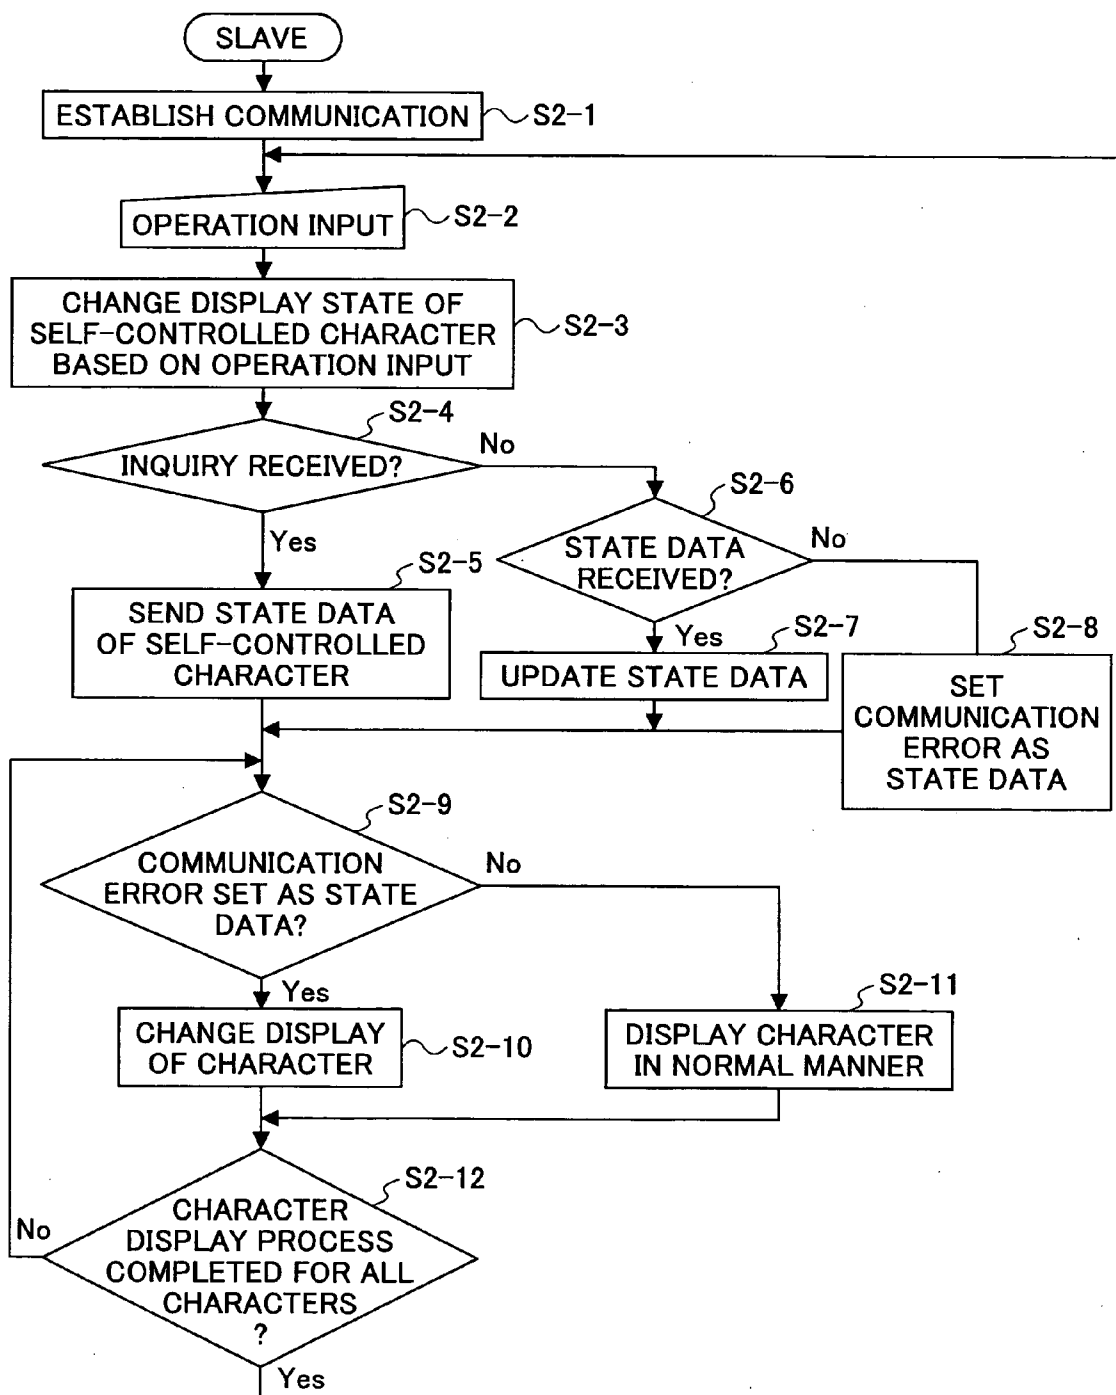 SLAVE
ESTABLISH COMMUNICATION
S2-1
OPERATION INPUT
S2-2
CHANGE DISPLAY STATE OF
SELF-CONTROLLED CHARACTER
BASED ON OPERATION INPUT
S2-3
S2-4
INQUIRY RECEIVED?
No
Yes
S2-6
STATE DATA
RECEIVED?
No
Yes
S2-5
SEND STATE DATA
OF SELF-CONTROLLED
CHARACTER
S2-7
UPDATE STATE DATA
S2-8
SET
COMMUNICATION
ERROR AS
STATE DATA
S2-9
COMMUNICATION
ERROR SET AS STATE
DATA?
No
Yes
CHANGE DISPLAY
OF CHARACTER
S2-10
S2-11
DISPLAY CHARACTER
IN NORMAL MANNER
S2-12
CHARACTER
DISPLAY PROCESS
COMPLETED FOR ALL
CHARACTERS
?
No
Yes